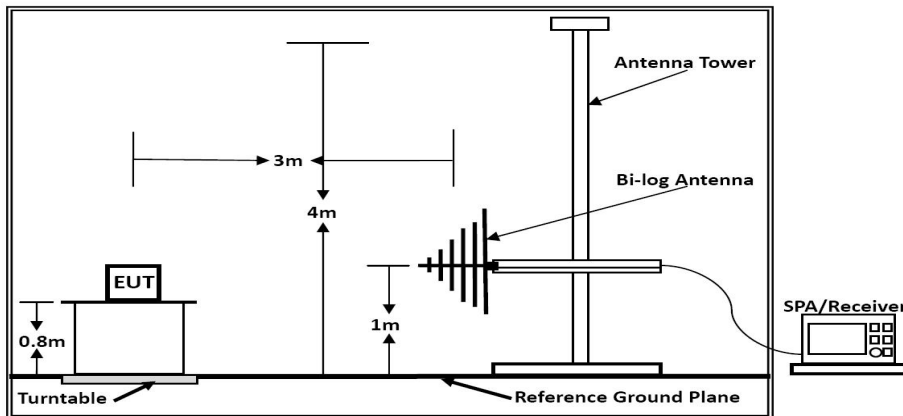 Antenna Tower
3m
Bi-log Antenna
4m
EUT
SPA/Receiver
0.8m
1m
Turntable
Reference Ground Plane